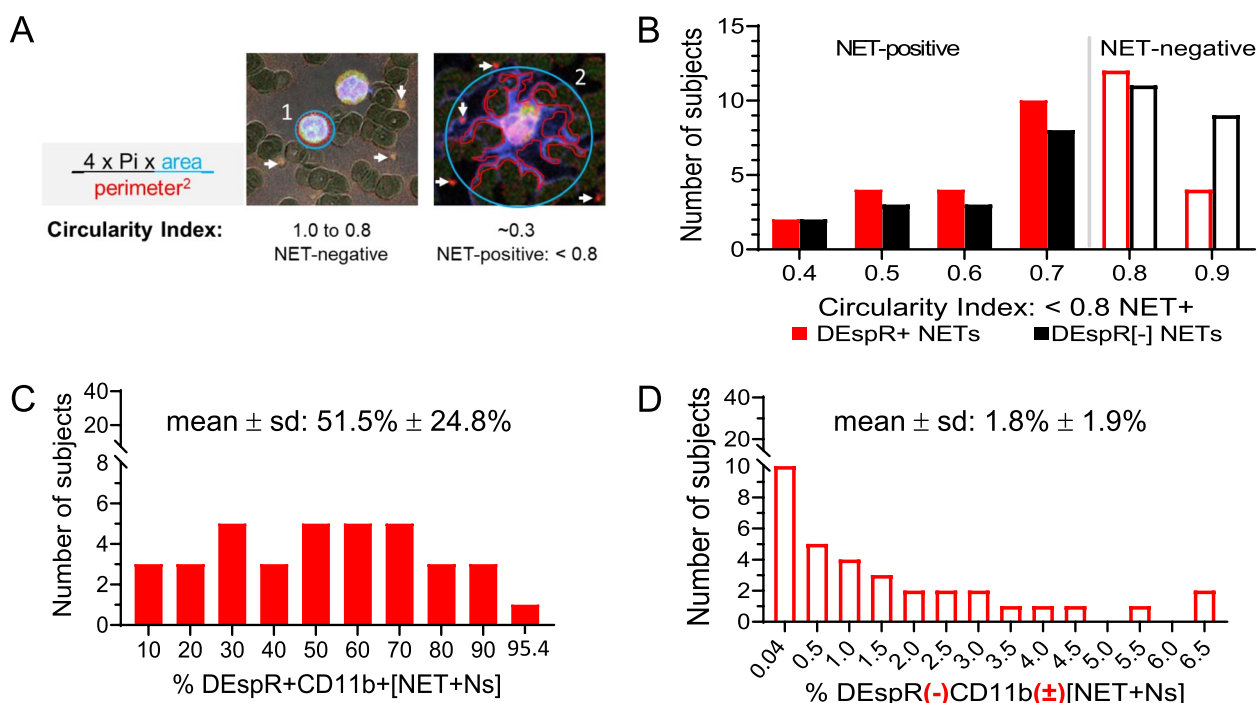 A
1
2
4 x Pi x area
perimeter²
Circularity Index:
1.0 to 0.8
NET-negative
~0.3
NET-positive: < 0.8
B
Number of subjects
15
10
5
0
NET-positive
NET-negative
0.4 0.5 0.6 0.7 0.8 0.9
Circularity Index: < 0.8 NET+
DEspR+ NETs DEspR[-] NETs
C
Number of subjects
40
20
8
6
4
2
0
mean ± sd: 51.5% ± 24.8%
10 20 30 40 50 60 70 80 90 95.4
% DEspR+CD11b+[NET+Ns]
D
Number of subjects
40
20
10
8
6
4
2
0
mean ± sd: 1.8% ± 1.9%
0.04 0.5 1.0 1.5 2.0 2.5 3.0 3.5 4.0 4.5 5.0 5.5 6.0 6.5
% DEspR(-)CD11b(±)[NET+Ns]